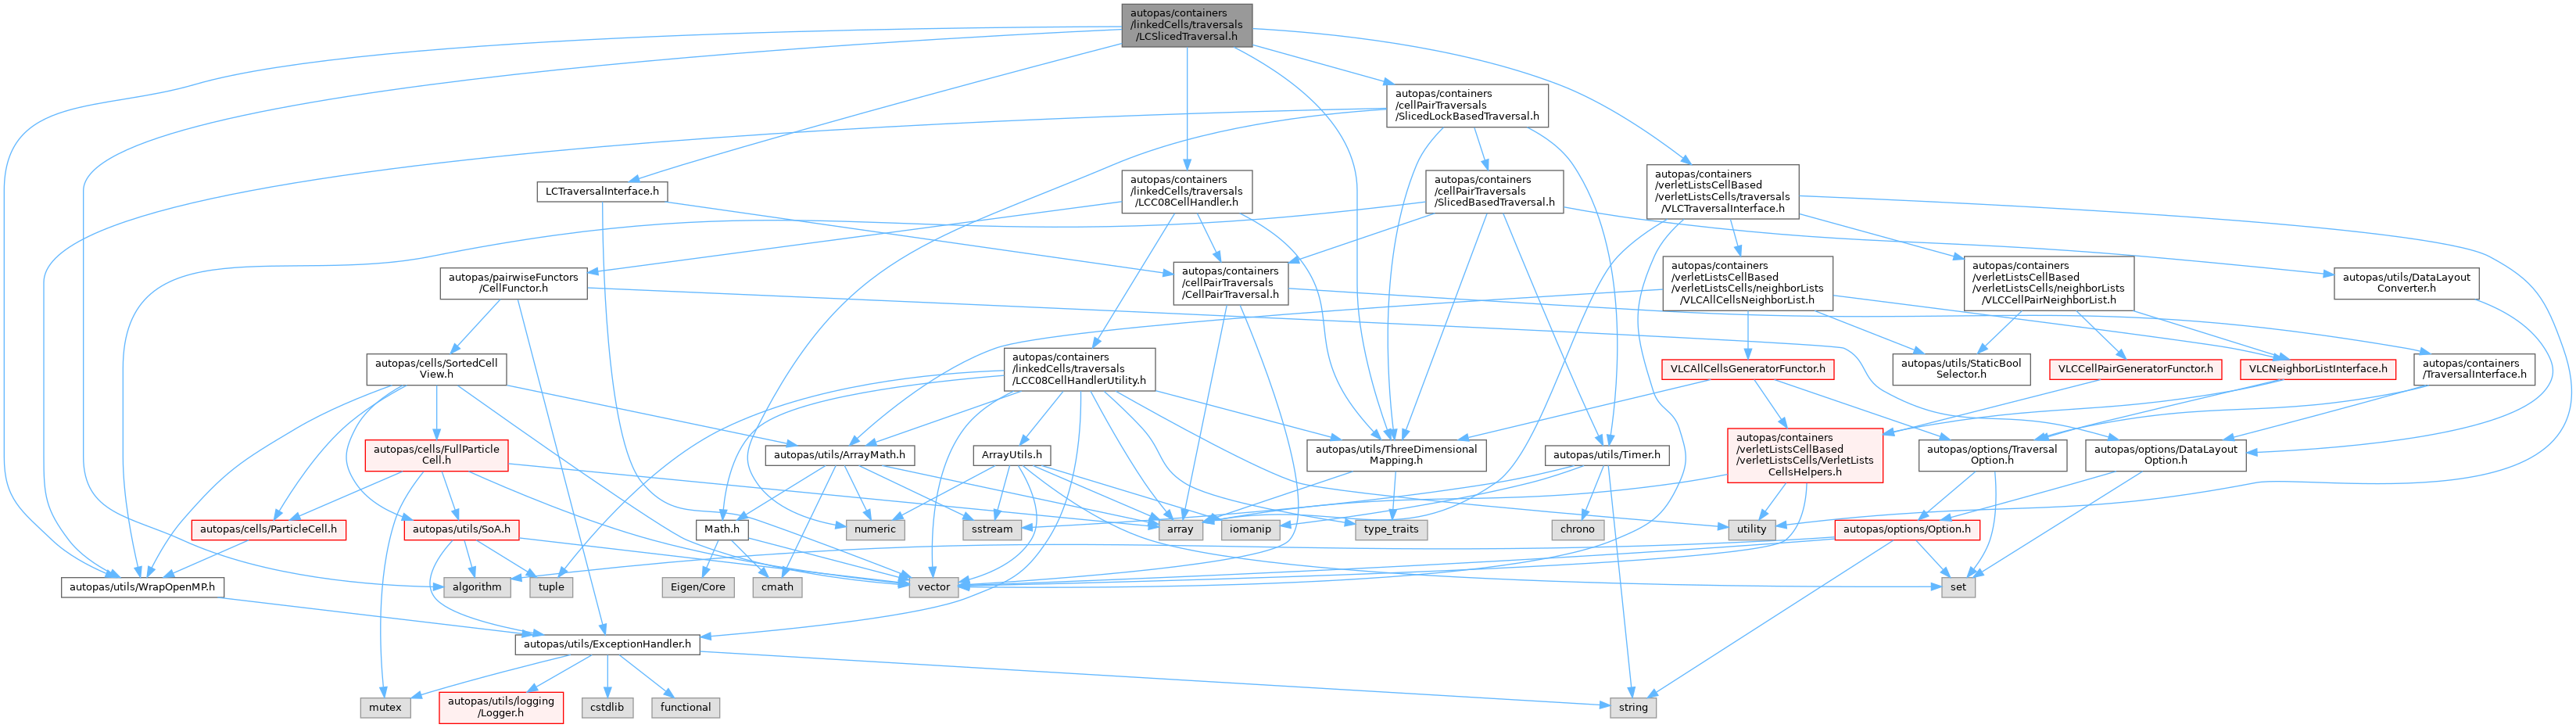 autopas/containers
/linkedCells/traversals
/LCSlicedTraversal.h
autopas/containers
/cellPairTraversals
/SlicedLockBasedTraversal.h
LCTraversalInterface.h
autopas/containers
/linkedCells/traversals
/LCC08CellHandler.h
autopas/containers
/cellPairTraversals
/SlicedBasedTraversal.h
autopas/containers
/verletListsCellBased
/verletListsCells/traversals
/VLCTraversalInterface.h
autopas/pairwiseFunctors
/CellFunctor.h
autopas/containers
/cellPairTraversals
/CellPairTraversal.h
autopas/containers
/verletListsCellBased
/verletListsCells/neighborLists
/VLCAllCellsNeighborList.h
autopas/containers
/verletListsCellBased
/verletListsCells/neighborLists
/VLCCellPairNeighborList.h
autopas/utils/DataLayout
Converter.h
autopas/cells/SortedCell
View.h
autopas/containers
/linkedCells/traversals
/LCC08CellHandlerUtility.h
VLCAllCellsGeneratorFunctor.h
autopas/utils/StaticBool
Selector.h
VLCCellPairGeneratorFunctor.h
VLCNeighborListInterface.h
autopas/containers
/TraversalInterface.h
autopas/cells/FullParticle
Cell.h
autopas/utils/ArrayMath.h
ArrayUtils.h
autopas/utils/ThreeDimensional
Mapping.h
autopas/utils/Timer.h
autopas/containers
/verletListsCellBased
/verletListsCells/VerletLists
CellsHelpers.h
autopas/options/Traversal
Option.h
autopas/options/DataLayout
Option.h
autopas/cells/ParticleCell.h
autopas/utils/SoA.h
Math.h
numeric
sstream
array
iomanip
type_traits
chrono
utility
autopas/options/Option.h
autopas/utils/WrapOpenMP.h
algorithm
tuple
Eigen/Core
cmath
vector
set
autopas/utils/ExceptionHandler.h
mutex
autopas/utils/logging
/Logger.h
cstdlib
functional
string